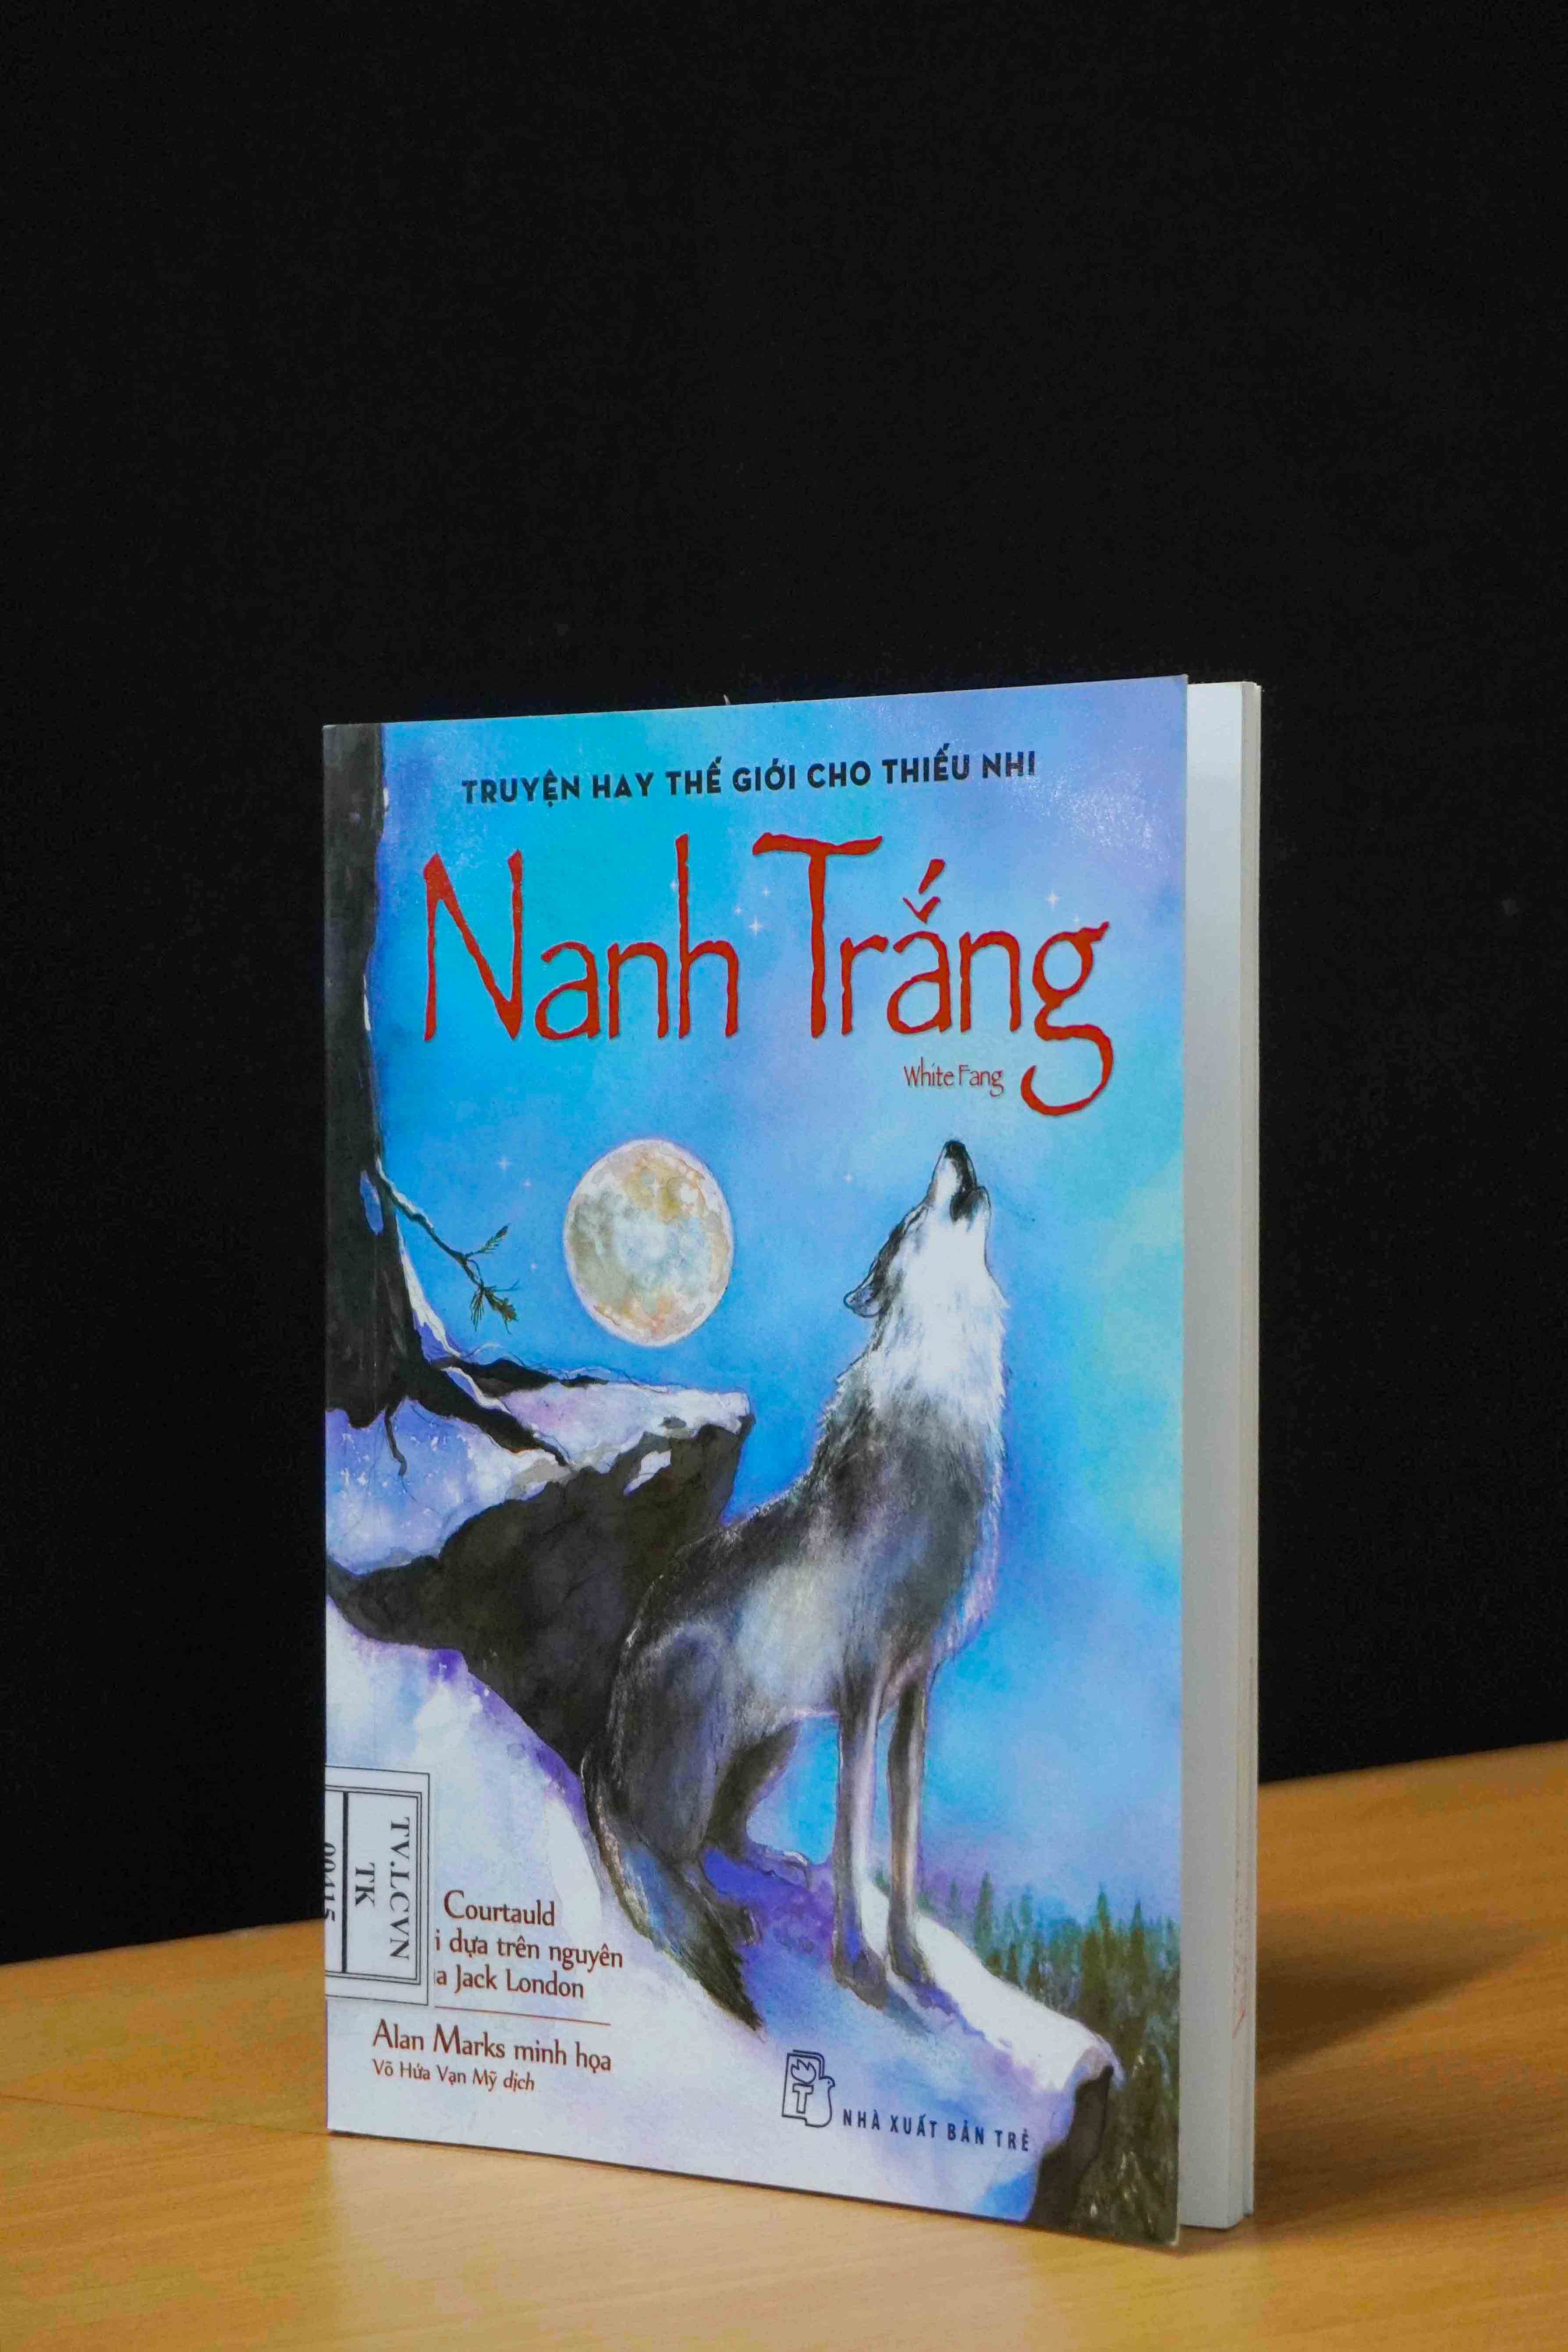 TRUYỆN HAY THẾ GIỚI CHO THIẾU NHI
Nanh Trắng
White Fang
TV.LCVN
TK
00415
Courtauld
i dựa trên nguyên
a Jack London
Alan Marks minh họa
Võ Hứa Vạn Mỹ dịch
NHÀ XUẤT BẢN TRẺ